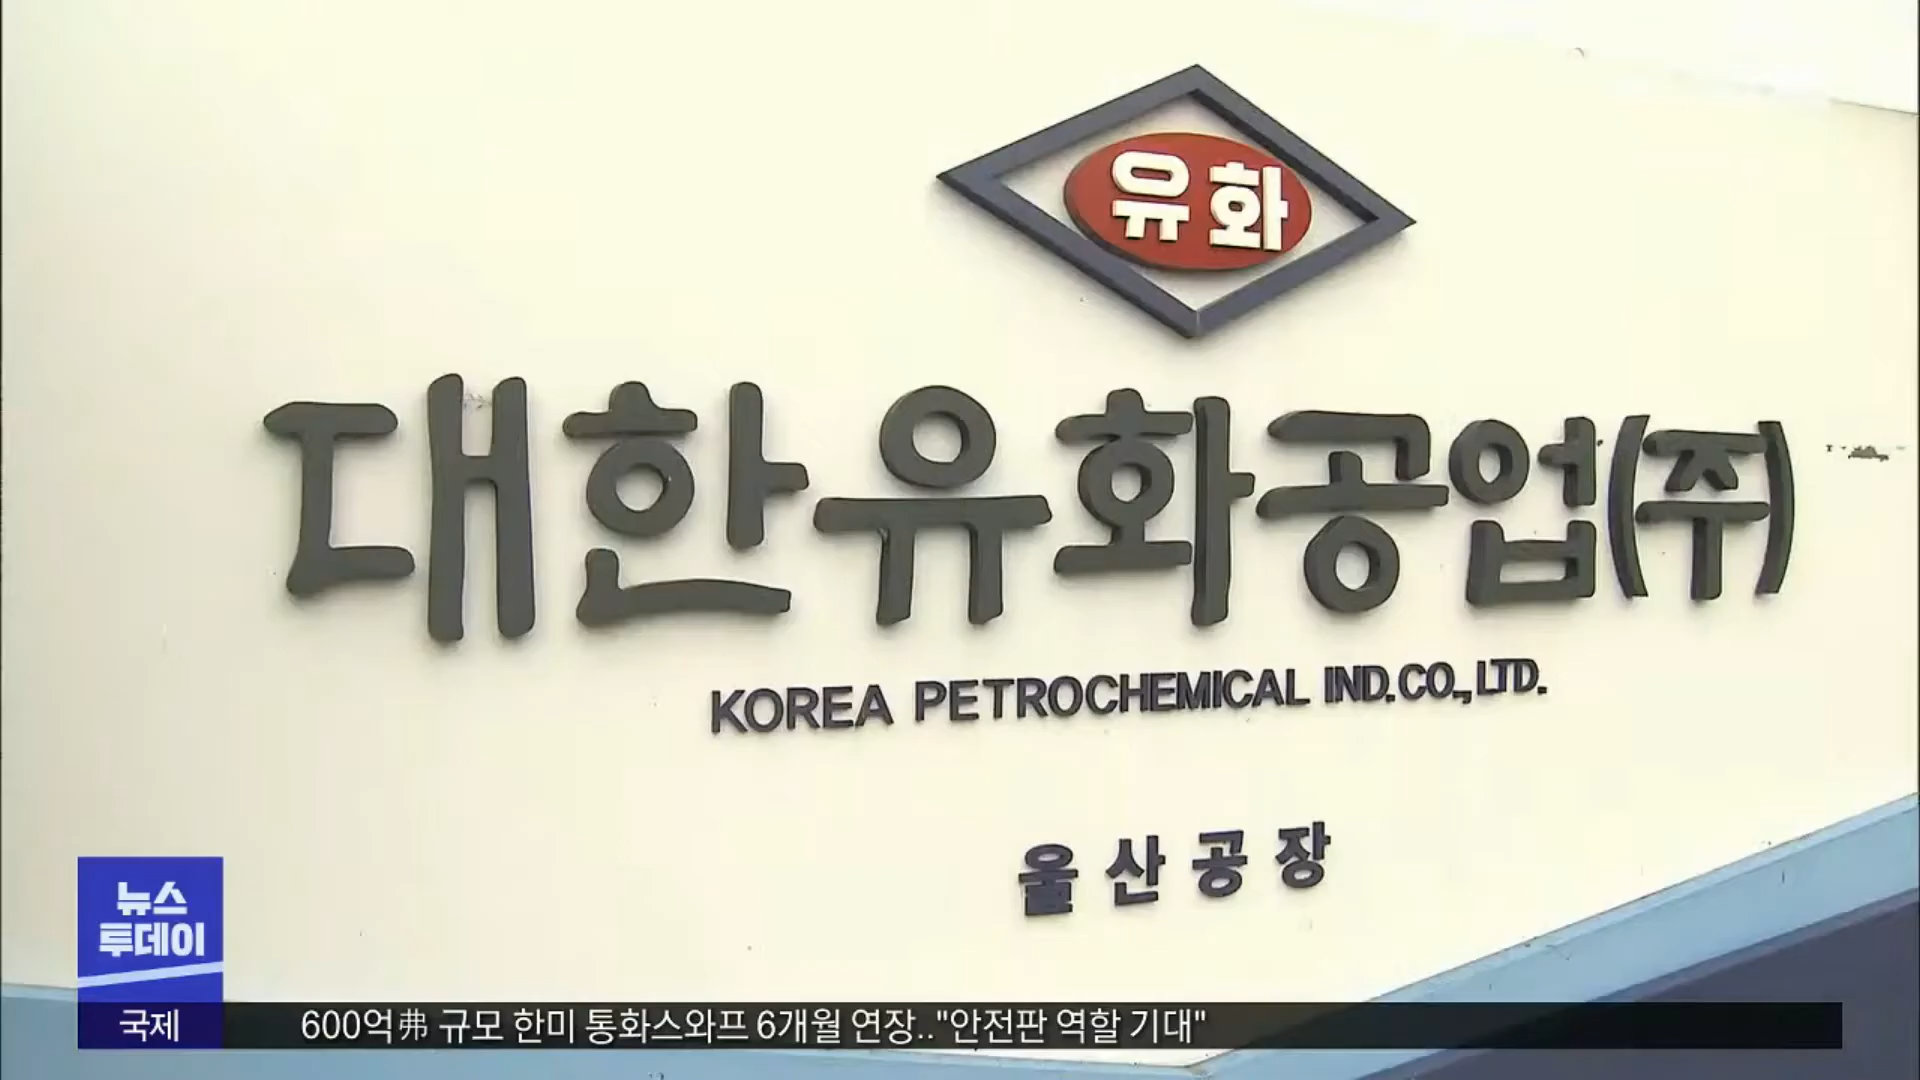 유화
대한유화공업(주)
KOREA PETROCHEMICAL IND.CO.,LTD.
울산공장
뉴스
투데이
국제
600억弗 규모 한미 통화스와프 6개월 연장.."안전판 역할 기대"